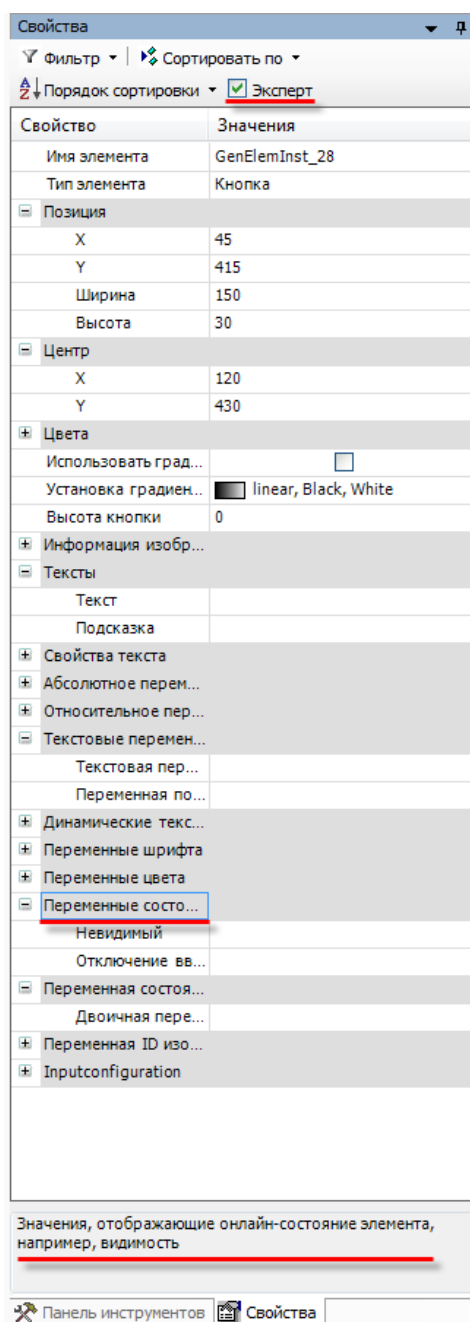 Свойства
Фильтр Сортировать по
Порядок сортировки Эксперт
Свойство Значения
Имя элемента GenElemInst_28
Тип элемента Кнопка
Позиция
X 45
Y 415
Ширина 150
Высота 30
Центр
X 120
Y 430
Цвета
Использовать град...
Установка градиен... linear, Black, White
Высота кнопки 0
Информация изобр...
Тексты
Текст
Подсказка
Свойства текста
Абсолютное перем...
Относительное пер...
Текстовые перемен...
Текстовая пер...
Переменная по...
Динамические текс...
Переменные шрифта
Переменные цвета
Переменные состо...
Невидимый
Отключение вв...
Переменная состоя...
Двоичная пере...
Переменная ID изо...
Inputconfiguration
Значения, отображающие онлайн-состояние элемента,
например, видимость
Панель инструментов Свойства